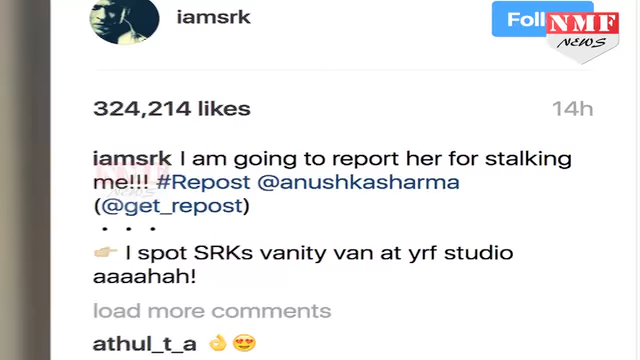 iamsrk
Foll
NMF
NEWS
324,214 likes
14h
iamsrk I am going to report her for stalking
me!!! #Repost @anushkasharma
(@get_repost)
・・・
👉🏼 I spot SRKs vanity van at yrf studio
aaaahah!
load more comments
athul_t_a 👌🏼😍